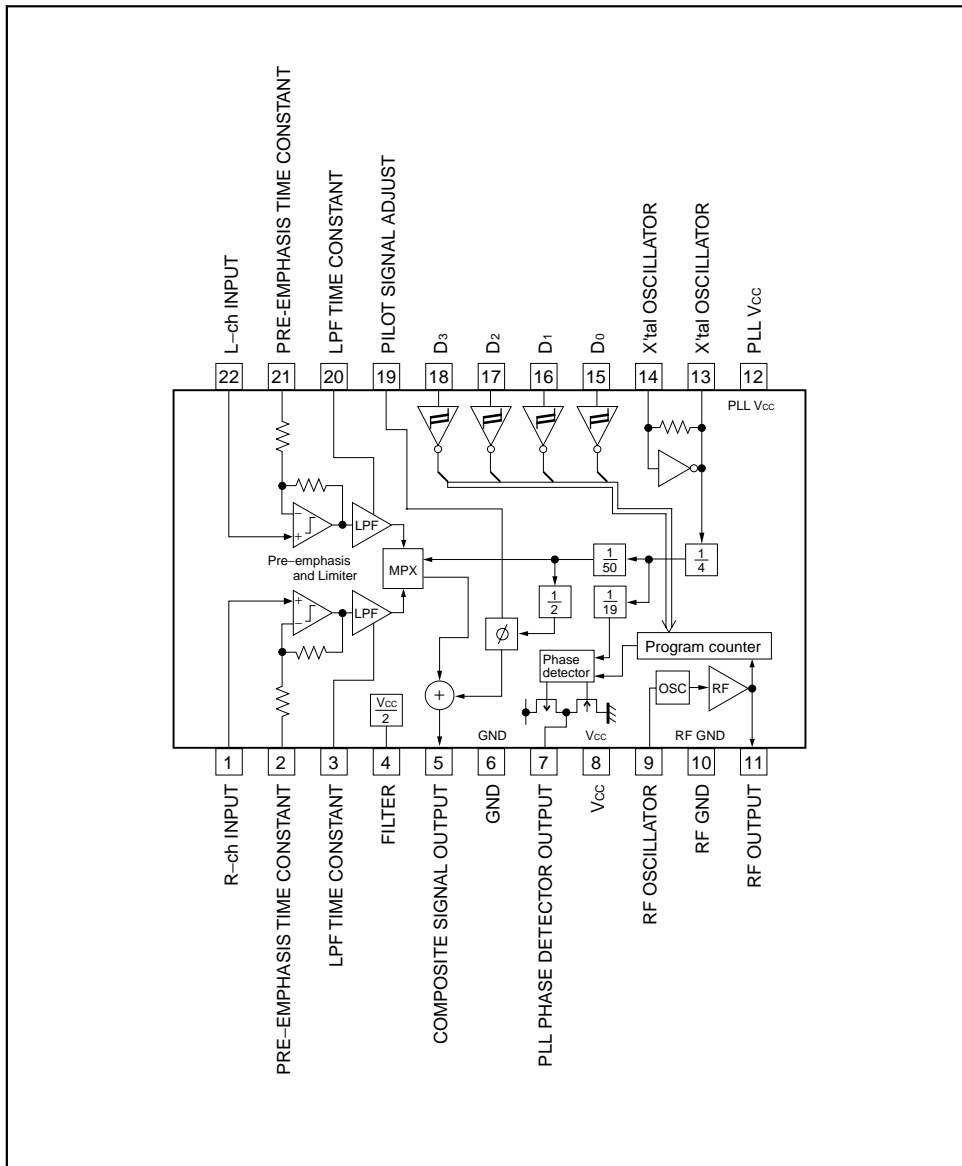 L–ch INPUT
PRE-EMPHASIS TIME CONSTANT
LPF TIME CONSTANT
PILOT SIGNAL ADJUST
D3
D2
D1
D0
X'tal OSCILLATOR
X'tal OSCILLATOR
PLL VCC
22
21
20
19
18
17
16
15
14
13
12
PLL VCC
LPF
–
+
Pre–emphasis
and Limiter
MPX
1
50
1
4
1
2
1
19
+
–
LPF
ϕ
Program counter
Phase
detector
OSC
RF
+
VCC
2
GND
VCC
RF GND
1
2
3
4
5
6
7
8
9
10
11
R–ch INPUT
PRE–EMPHASIS TIME CONSTANT
LPF TIME CONSTANT
FILTER
COMPOSITE SIGNAL OUTPUT
GND
PLL PHASE DETECTOR OUTPUT
VCC
RF OSCILLATOR
RF GND
RF OUTPUT